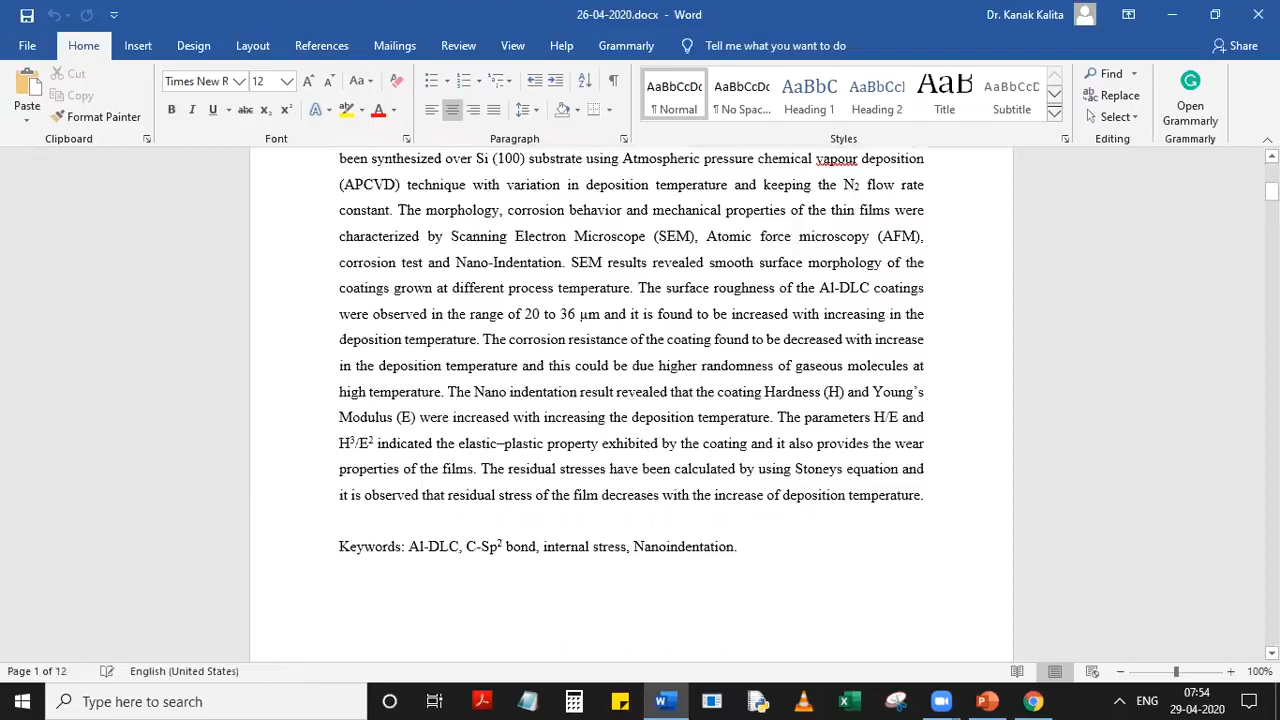 26-04-2020.docx - Word
Dr. Kanak Kalita
File Home Insert Design Layout References Mailings Review View Help Grammarly Tell me what you want to do Share
Paste Cut Copy Format Painter Clipboard
Times New R 12 Font
Paragraph
AaBbCcDc ¶ Normal AaBbCcDc ¶ No Spac... AaBbC Heading 1 AaBbCcI Heading 2 AaB Title AaBbCcD Subtitle Styles
Find Replace Select Editing
Open Grammarly Grammarly
been synthesized over Si (100) substrate using Atmospheric pressure chemical vapour deposition
(APCVD) technique with variation in deposition temperature and keeping the N2 flow rate
constant. The morphology, corrosion behavior and mechanical properties of the thin films were
characterized by Scanning Electron Microscope (SEM), Atomic force microscopy (AFM),
corrosion test and Nano-Indentation. SEM results revealed smooth surface morphology of the
coatings grown at different process temperature. The surface roughness of the Al-DLC coatings
were observed in the range of 20 to 36 µm and it is found to be increased with increasing in the
deposition temperature. The corrosion resistance of the coating found to be decreased with increase
in the deposition temperature and this could be due higher randomness of gaseous molecules at
high temperature. The Nano indentation result revealed that the coating Hardness (H) and Young’s
Modulus (E) were increased with increasing the deposition temperature. The parameters H/E and
H³/E² indicated the elastic–plastic property exhibited by the coating and it also provides the wear
properties of the films. The residual stresses have been calculated by using Stoneys equation and
it is observed that residual stress of the film decreases with the increase of deposition temperature.
Keywords: Al-DLC, C-Sp² bond, internal stress, Nanoindentation.
Page 1 of 12 English (United States) 100%
Type here to search
ENG 07:54
29-04-2020